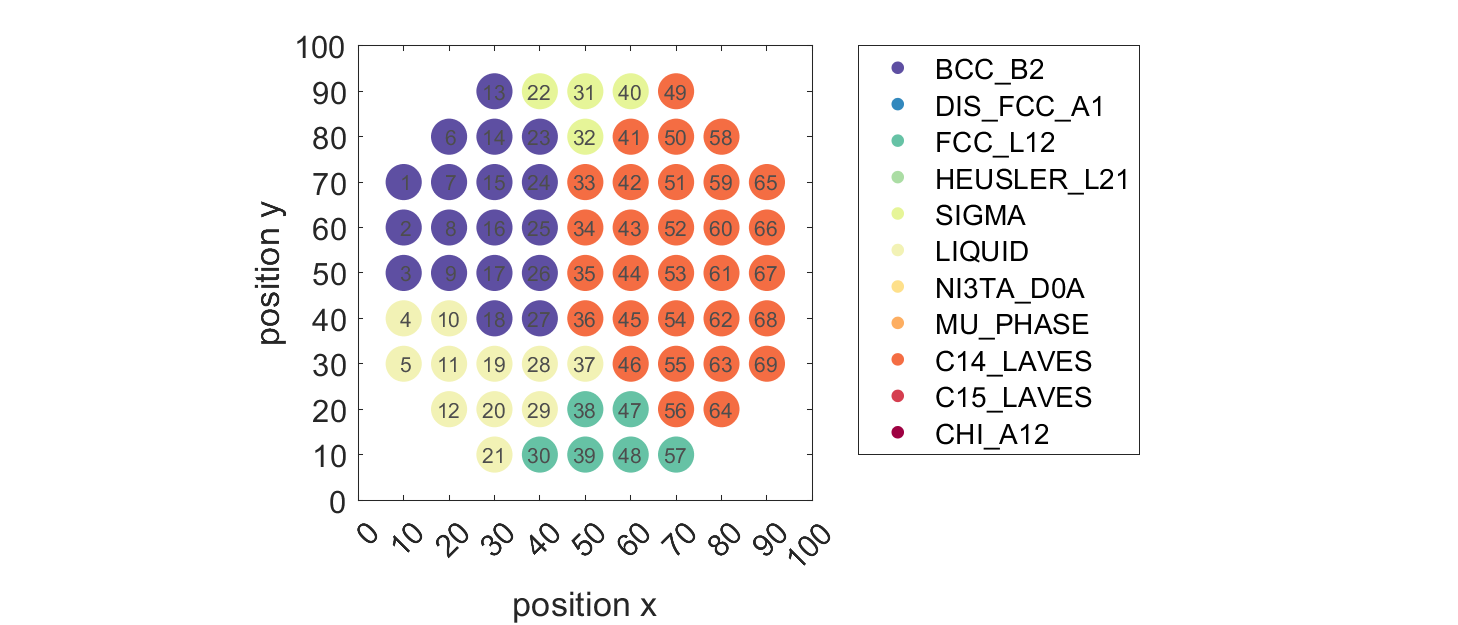 100
90
80
70
60
50
40
30
20
10
0
position y
13 22 31 40 49
6 14 23 32 41 50 58
1 7 15 24 33 42 51 59 65
2 8 16 25 34 43 52 60 66
3 9 17 26 35 44 53 61 67
4 10 18 27 36 45 54 62 68
5 11 19 28 37 46 55 63 69
12 20 29 38 47 56 64
21 30 39 48 57
0 10 20 30 40 50 60 70 80 90 100
position x
BCC_B2
DIS_FCC_A1
FCC_L12
HEUSLER_L21
SIGMA
LIQUID
NI3TA_D0A
MU_PHASE
C14_LAVES
C15_LAVES
CHI_A12